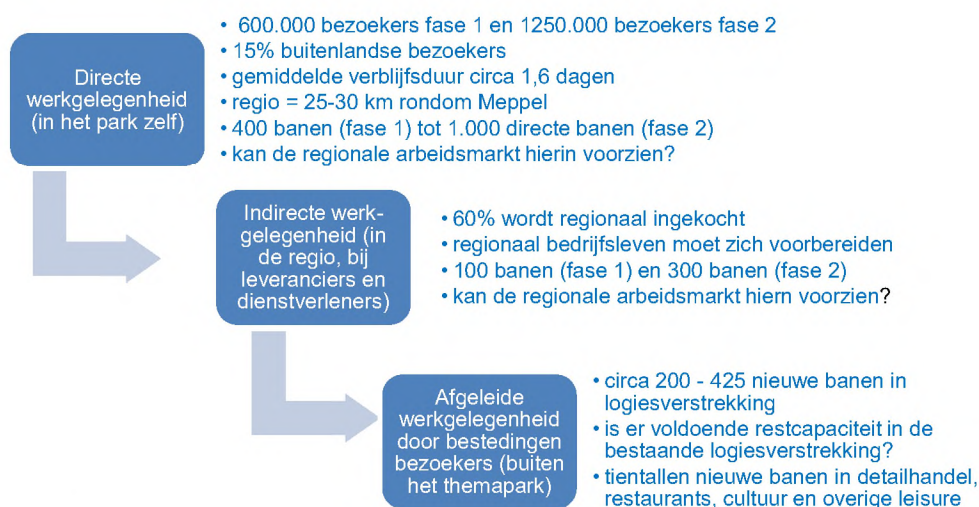 Directe
werkgelegenheid
(in het park zelf)
• 600.000 bezoekers fase 1 en 1250.000 bezoekers fase 2
• 15% buitenlandse bezoekers
• gemiddelde verblijfsduur circa 1,6 dagen
• regio = 25-30 km rondom Meppel
• 400 banen (fase 1) tot 1.000 directe banen (fase 2)
• kan de regionale arbeidsmarkt hierin voorzien?
Indirecte werk-
gelegenheid (in
de regio, bij
leveranciers en
dienstverleners)
• 60% wordt regionaal ingekocht
• regionaal bedrijfsleven moet zich voorbereiden
• 100 banen (fase 1) en 300 banen (fase 2)
• kan de regionale arbeidsmarkt hiern voorzien?
Afgeleide
werkgelegenheid
door bestedingen
bezoekers (buiten
het themapark)
• circa 200 - 425 nieuwe banen in
logiesverstrekking
• is er voldoende restcapaciteit in de
bestaande logiesverstrekking?
• tientallen nieuwe banen in detailhandel,
restaurants, cultuur en overige leisure